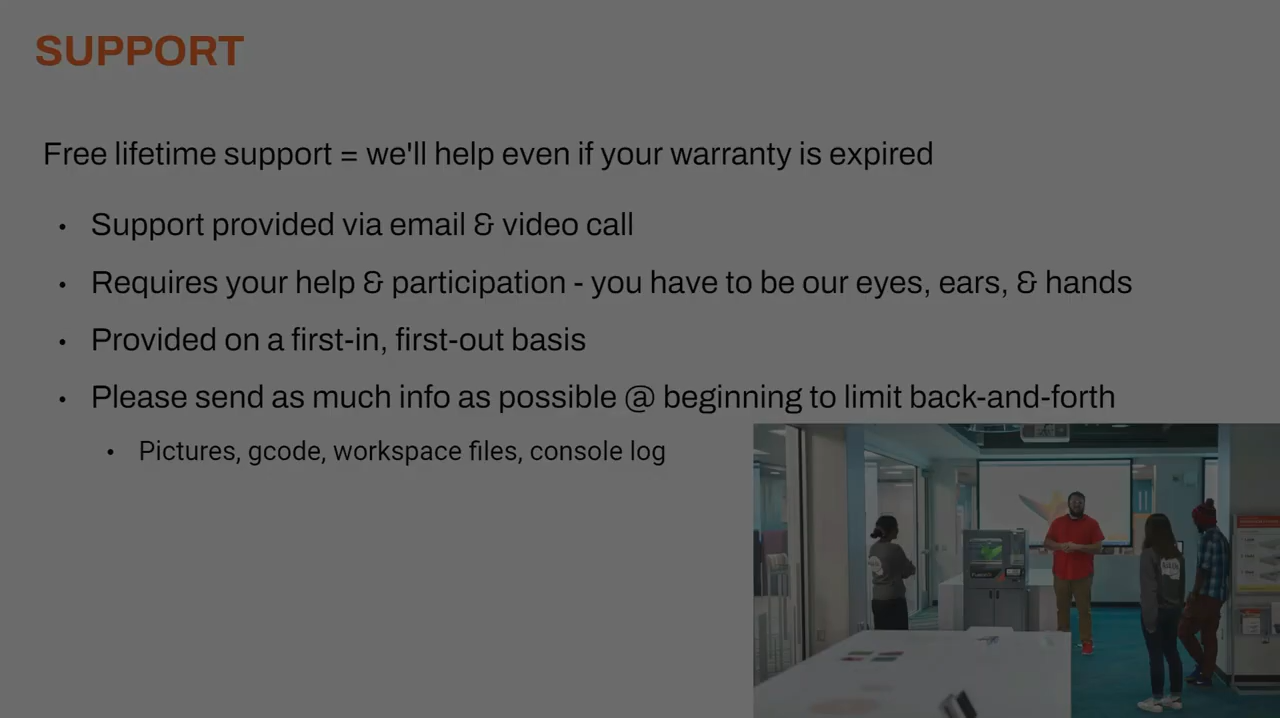 SUPPORT
Free lifetime support = we'll help even if your warranty is expired
• Support provided via email & video call
• Requires your help & participation - you have to be our eyes, ears, & hands
• Provided on a first-in, first-out basis
• Please send as much info as possible @ beginning to limit back-and-forth
• Pictures, gcode, workspace files, console log